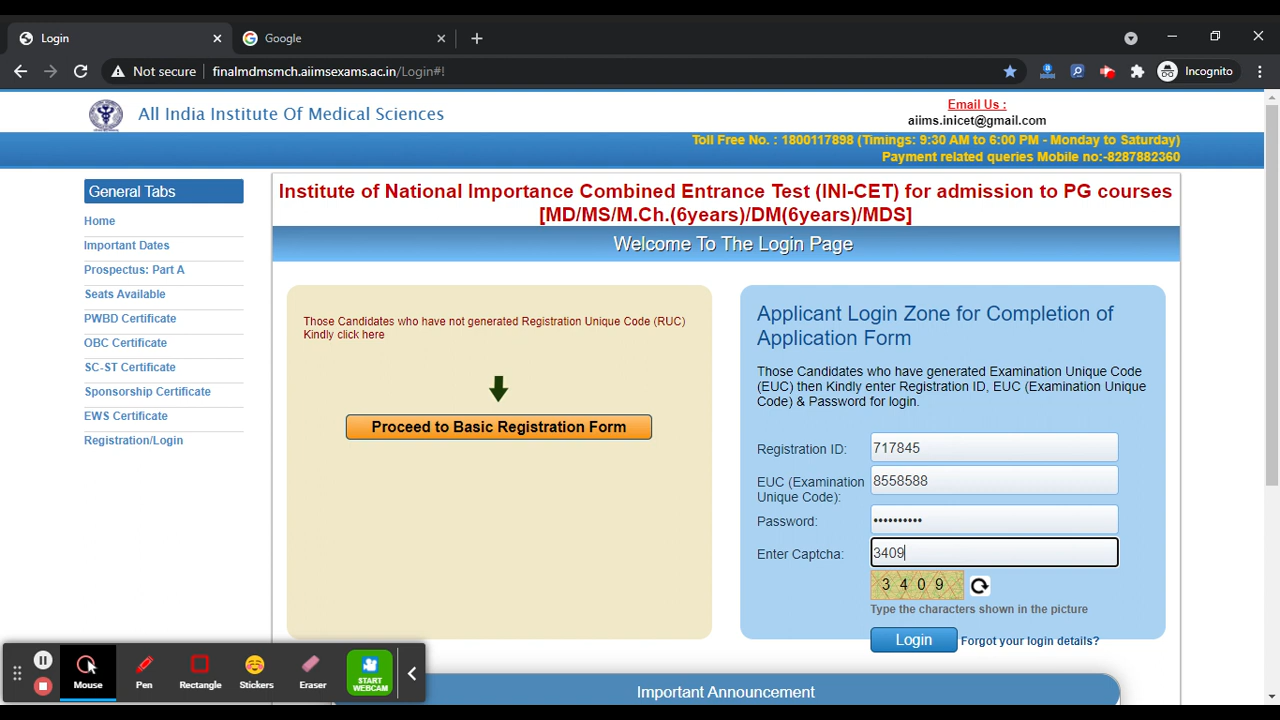 Login
Google
Not secure
finalmdmsmch.aiimsexams.ac.in/Login#!
Incognito
All India Institute Of Medical Sciences
Email Us :
aiims.inicet@gmail.com
Toll Free No. : 1800117898 (Timings: 9:30 AM to 6:00 PM - Monday to Saturday)
Payment related queries Mobile no:-8287882360
General Tabs
Home
Important Dates
Prospectus: Part A
Seats Available
PWBD Certificate
OBC Certificate
SC-ST Certificate
Sponsorship Certificate
EWS Certificate
Registration/Login
Institute of National Importance Combined Entrance Test (INI-CET) for admission to PG courses
[MD/MS/M.Ch.(6years)/DM(6years)/MDS]
Welcome To The Login Page
Those Candidates who have not generated Registration Unique Code (RUC)
Kindly click here
Proceed to Basic Registration Form
Applicant Login Zone for Completion of
Application Form
Those Candidates who have generated Examination Unique Code
(EUC) then Kindly enter Registration ID, EUC (Examination Unique
Code) & Password for login.
Registration ID: 717845
EUC (Examination 8558588
Unique Code):
Password: ••••••••••
Enter Captcha: 3409
3 4 0 9
Type the characters shown in the picture
Login Forgot your login details?
Mouse
Pen
Rectangle
Stickers
Eraser
START
WEBCAM
Important Announcement